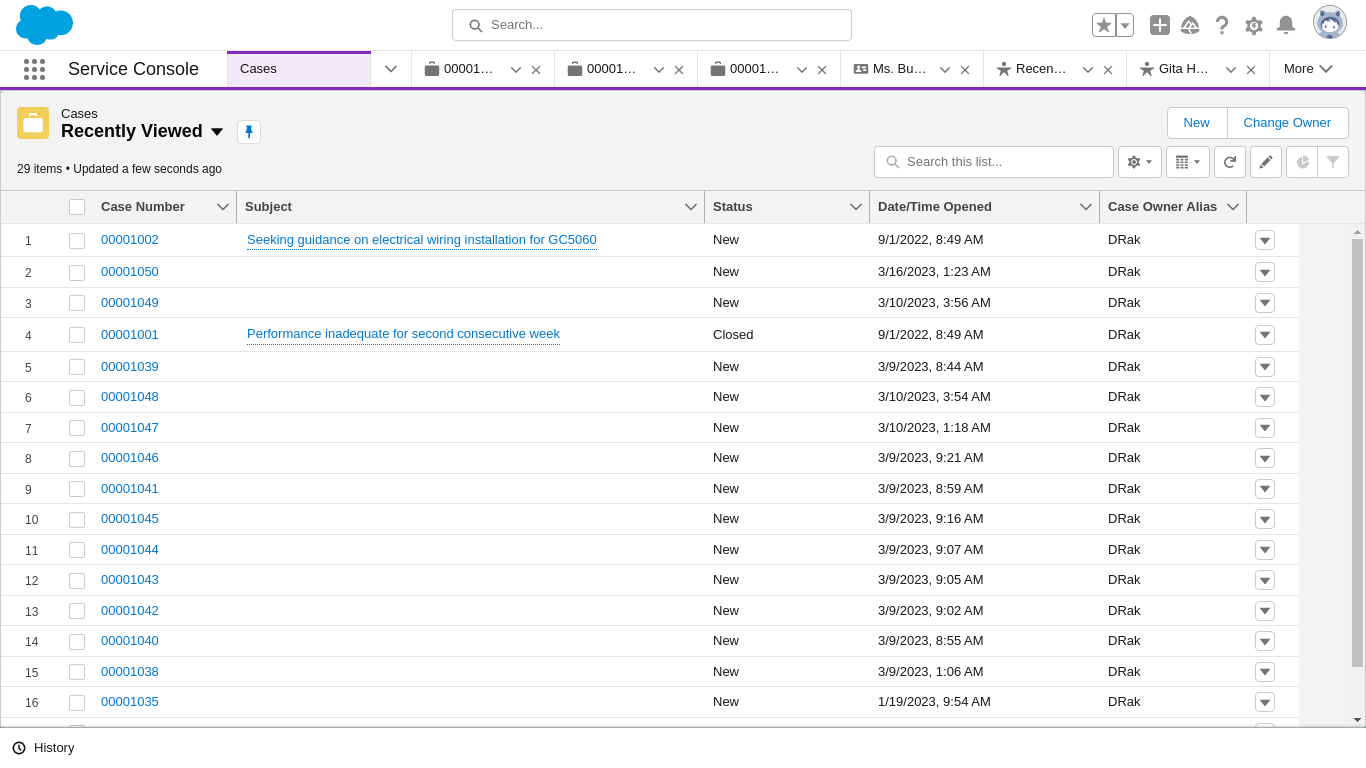 Search...
Service Console
Cases
00001…
00001…
00001…
Ms. Bu…
Recen…
Gita H…
More
Cases
Recently Viewed
New
Change Owner
29 items • Updated a few seconds ago
Search this list...
Case Number Subject Status Date/Time Opened Case Owner Alias
1 00001002 Seeking guidance on electrical wiring installation for GC5060 New 9/1/2022, 8:49 AM DRak
2 00001050 New 3/16/2023, 1:23 AM DRak
3 00001049 New 3/10/2023, 3:56 AM DRak
4 00001001 Performance inadequate for second consecutive week Closed 9/1/2022, 8:49 AM DRak
5 00001039 New 3/9/2023, 8:44 AM DRak
6 00001048 New 3/10/2023, 3:54 AM DRak
7 00001047 New 3/10/2023, 1:18 AM DRak
8 00001046 New 3/9/2023, 9:21 AM DRak
9 00001041 New 3/9/2023, 8:59 AM DRak
10 00001045 New 3/9/2023, 9:16 AM DRak
11 00001044 New 3/9/2023, 9:07 AM DRak
12 00001043 New 3/9/2023, 9:05 AM DRak
13 00001042 New 3/9/2023, 9:02 AM DRak
14 00001040 New 3/9/2023, 8:55 AM DRak
15 00001038 New 3/9/2023, 1:06 AM DRak
16 00001035 New 1/19/2023, 9:54 AM DRak
History